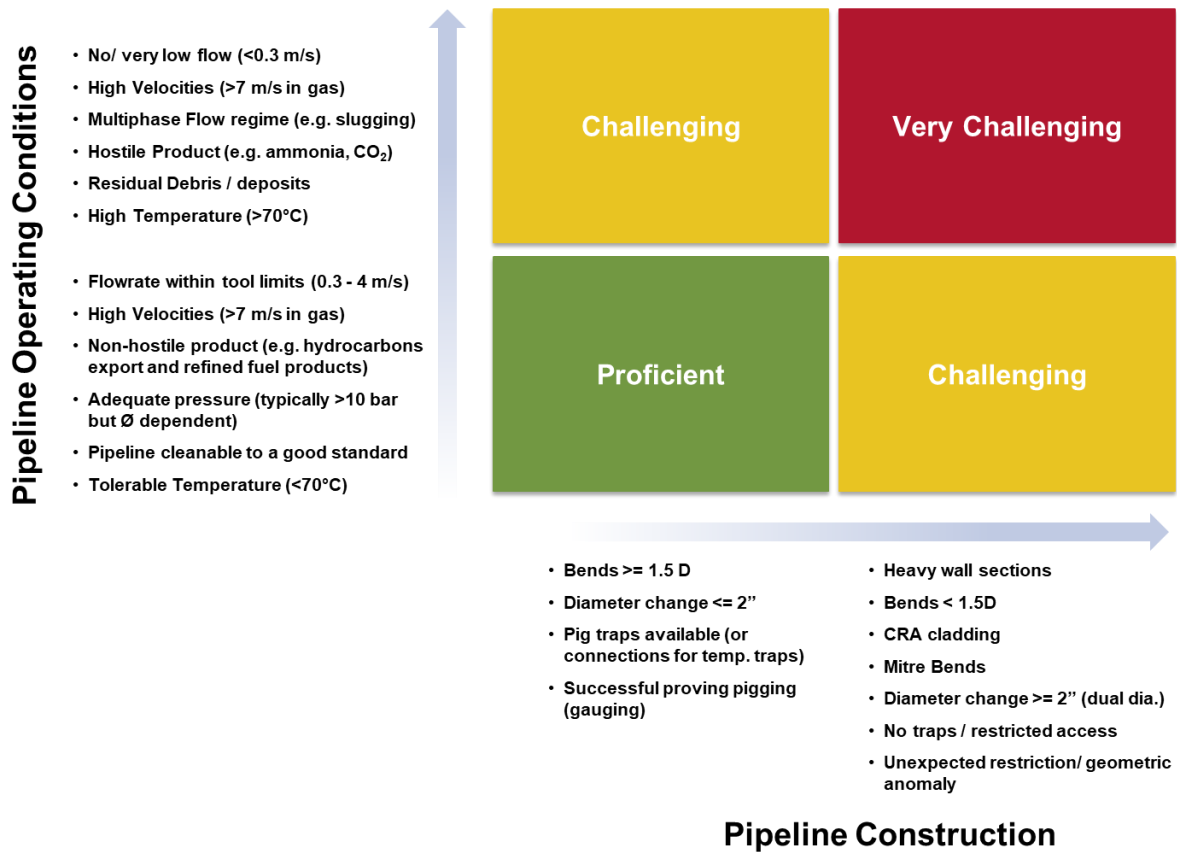 Pipeline Operating Conditions
• No/ very low flow (<0.3 m/s)
• High Velocities (>7 m/s in gas)
• Multiphase Flow regime (e.g. slugging)
• Hostile Product (e.g. ammonia, CO₂)
• Residual Debris / deposits
• High Temperature (>70°C)
• Flowrate within tool limits (0.3 - 4 m/s)
• High Velocities (>7 m/s in gas)
• Non-hostile product (e.g. hydrocarbons
export and refined fuel products)
• Adequate pressure (typically >10 bar
but Ø dependent)
• Pipeline cleanable to a good standard
• Tolerable Temperature (<70°C)
Challenging
Very Challenging
Proficient
Challenging
• Bends >= 1.5 D
• Diameter change <= 2”
• Pig traps available (or
connections for temp. traps)
• Successful proving pigging
(gauging)
• Heavy wall sections
• Bends < 1.5D
• CRA cladding
• Mitre Bends
• Diameter change >= 2” (dual dia.)
• No traps / restricted access
• Unexpected restriction/ geometric
anomaly
Pipeline Construction